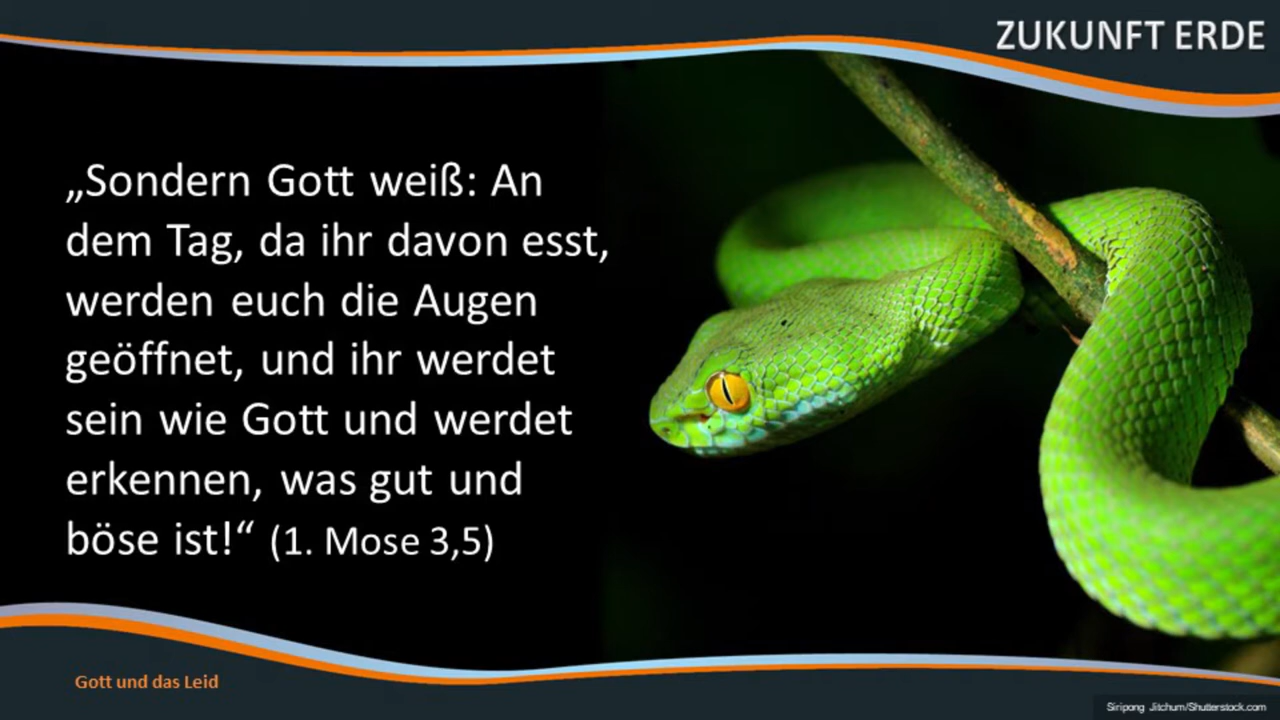 ZUKUNFT ERDE
„Sondern Gott weiß: An
dem Tag, da ihr davon esst,
werden euch die Augen
geöffnet, und ihr werdet
sein wie Gott und werdet
erkennen, was gut und
böse ist!“ (1. Mose 3,5)
Gott und das Leid
Siripong Jitchum/Shutterstock.com